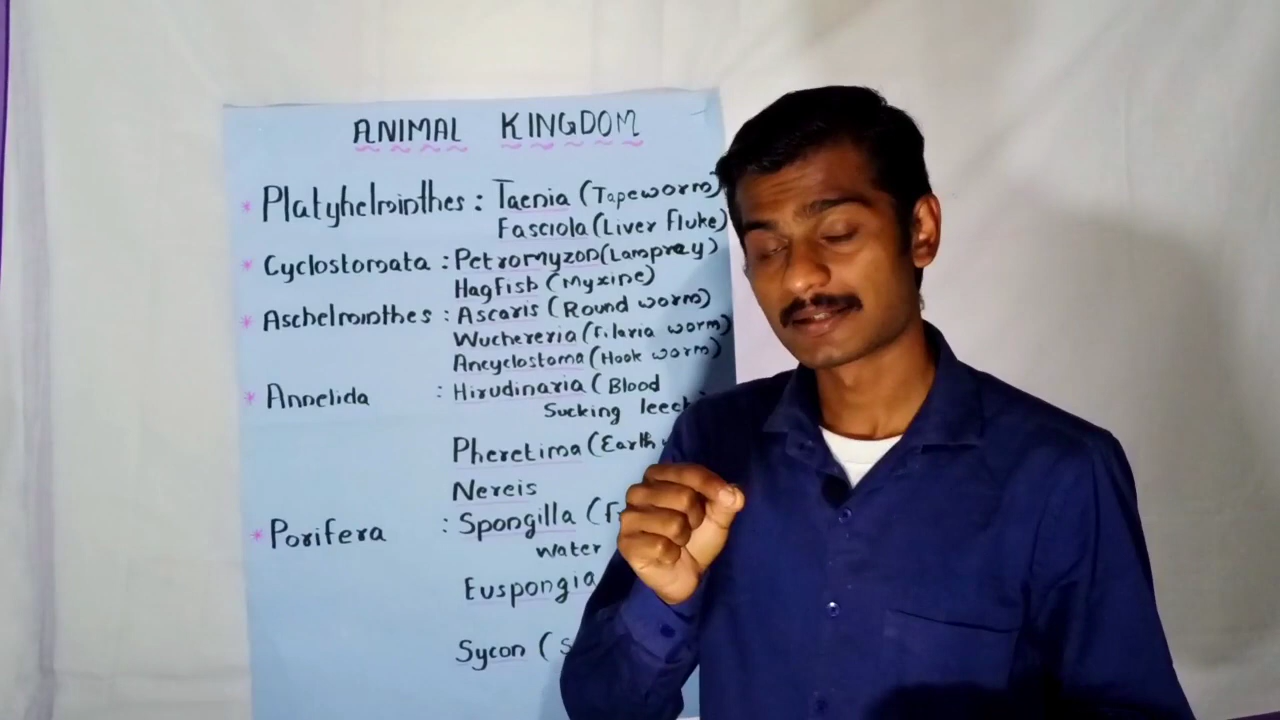 ANIMAL KINGDOM
* Platyhelminthes : Taenia (Tapeworm)
Fasciola (Liver fluke)
* Cyclostomata : Petromyzon (Lamprey)
Hagfish (Myxine)
* Aschelminthes : Ascaris (Round worm)
Wuchereria (Filaria worm)
Ancyclostoma (Hook worm)
* Annelida : Hirudinaria (Blood
Sucking leech
Pheretima (Earth
Nereis
* Porifera : Spongilla (
water
Euspongia
Sycon (